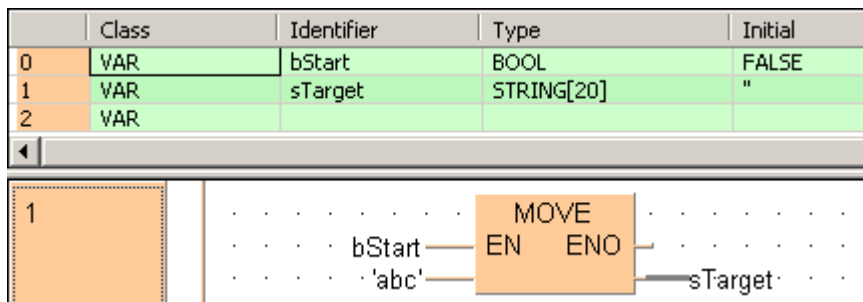 Class Identifier Type Initial
0 VAR bStart BOOL FALSE
1 VAR sTarget STRING[20] ''
2 VAR
1
MOVE
bStart EN ENO
'abc' sTarget